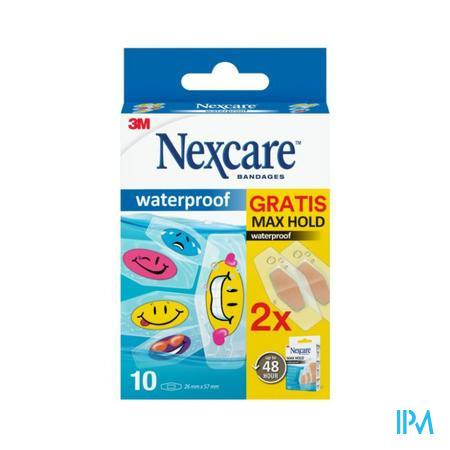 3M
Nexcare™
BANDAGES
waterproof
GRATIS
MAX HOLD
waterproof
2x
up to
48
HOUR
Nexcare
MAX HOLD
10
26 mm x 57 mm
IPM